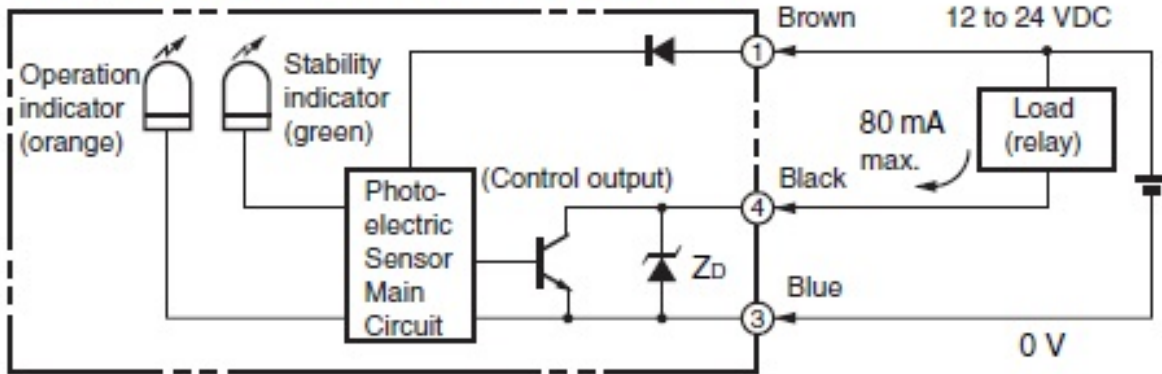 Brown
12 to 24 VDC
1
Operation
indicator
(orange)
Stability
indicator
(green)
Load
(relay)
80 mA
max.
Photo-
electric
Sensor
Main
Circuit
(Control output)
Black
4
ZD
Blue
3
0 V